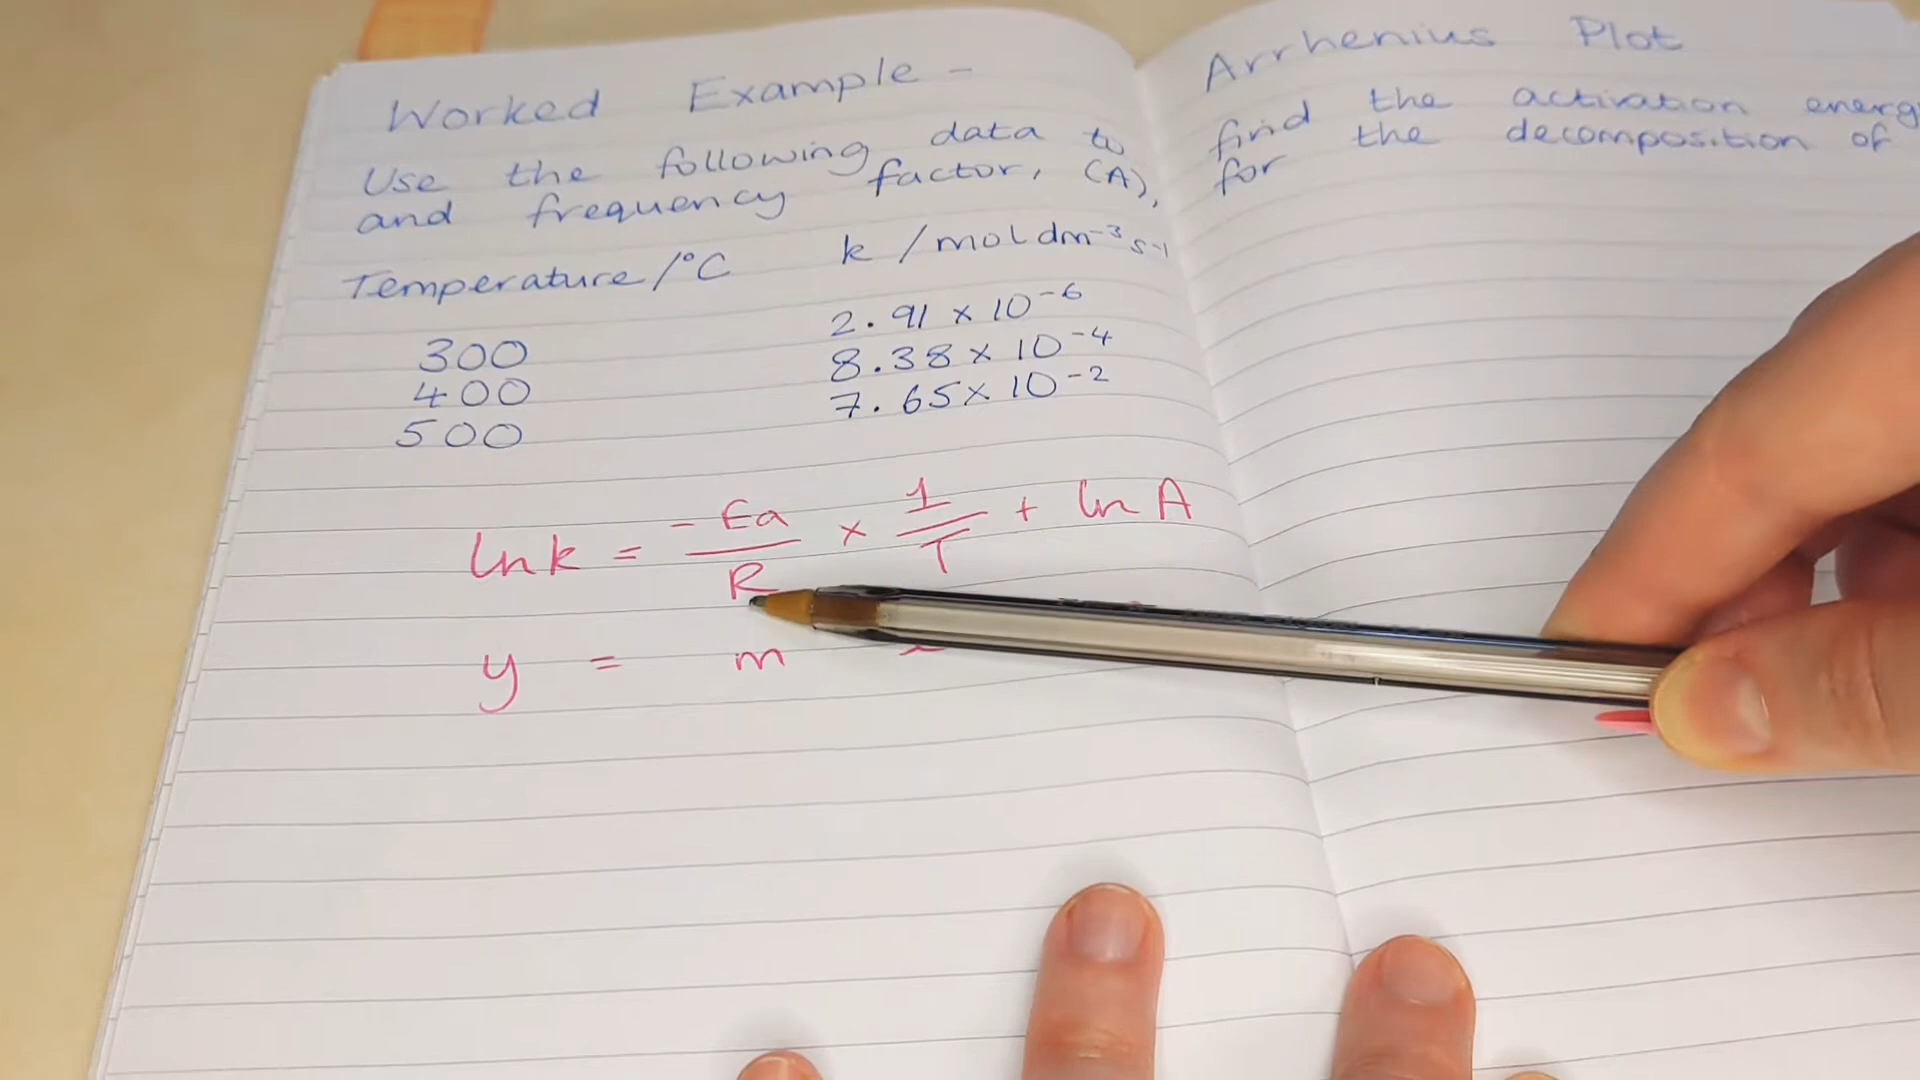 Worked Example - Arrhenius Plot
Use the following data to find the activation energ
and frequency factor, (A), for the decomposition of
Temperature /°C k /mol dm⁻³ s⁻¹
300 2.91 x 10⁻⁶
400 8.38 x 10⁻⁴
500 7.65 x 10⁻²
ln k = -Ea/R x 1/T + ln A
y = m